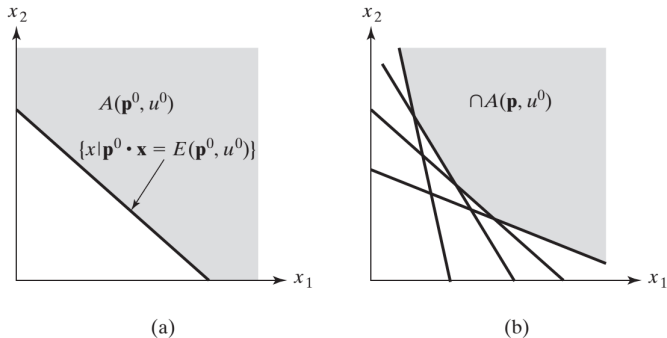 x₂
A(p⁰, u⁰)
{x|p⁰ • x = E(p⁰, u⁰)}
x₁
(a)
x₂
∩A(p, u⁰)
x₁
(b)